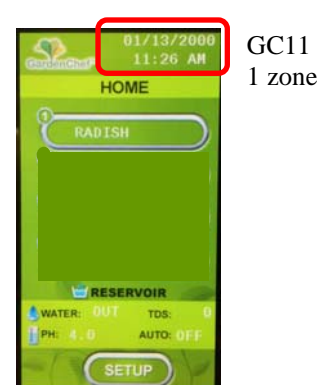 01/13/2000
GardenChef
11:26 AM
HOME
1
RADISH
RESERVOIR
WATER: OUT TDS: 0
PH: 4.0 AUTO: OFF
SETUP
GC11
1 zone